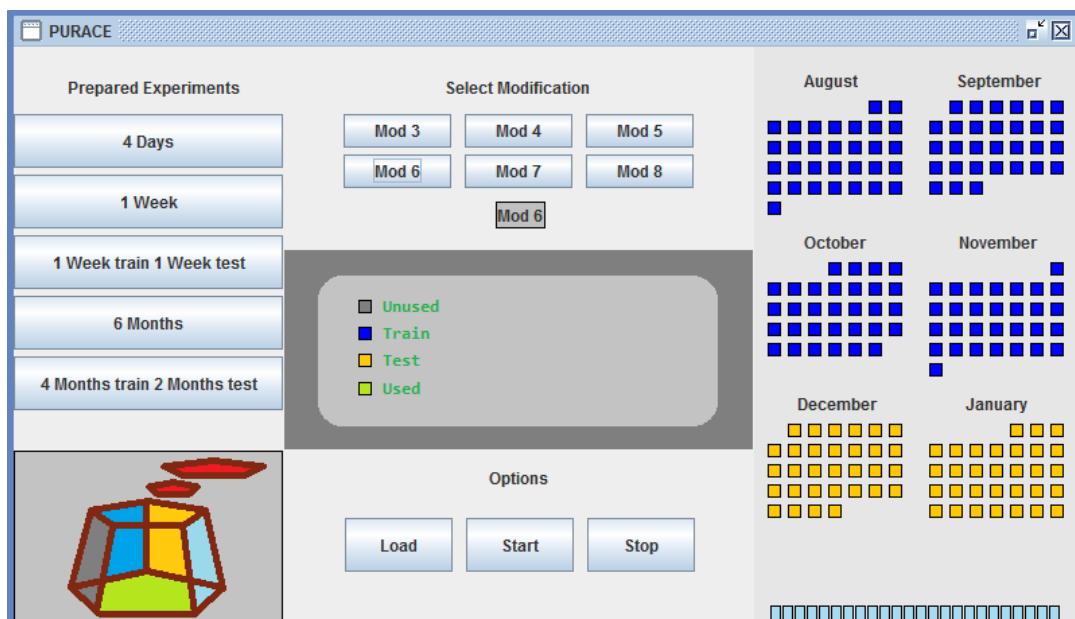 PURACE
Prepared Experiments
4 Days
1 Week
1 Week train 1 Week test
6 Months
4 Months train 2 Months test
Select Modification
Mod 3 Mod 4 Mod 5
Mod 6 Mod 7 Mod 8
Mod 6
Unused
Train
Test
Used
Options
Load Start Stop
August September
October November
December January